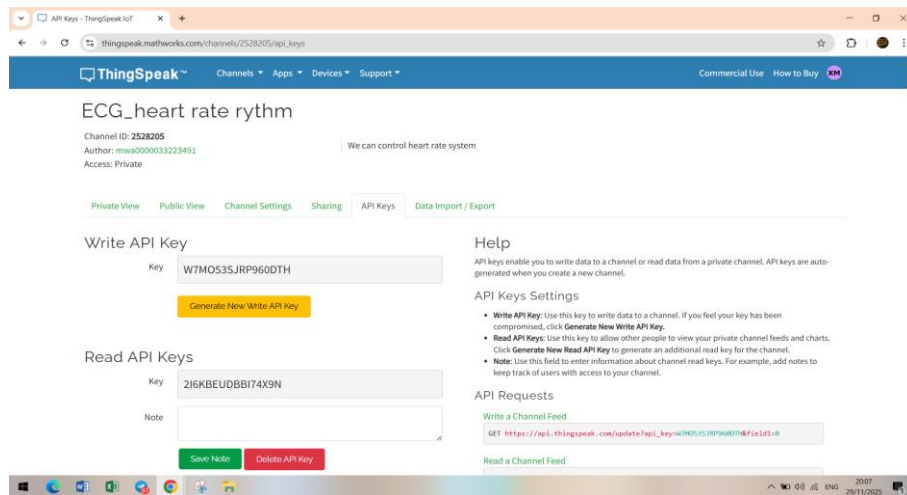 API Keys - ThingSpeak IoT
thingspeak.mathworks.com/channels/2528205/api_keys
ThingSpeak™ Channels Apps Devices Support Commercial Use How to Buy XM
ECG_heart rate rythm
Channel ID: 2528205
Author: mwa0000033223491
Access: Private
We can control heart rate system
Private View Public View Channel Settings Sharing API Keys Data Import / Export
Write API Key
Key W7MO53SJRP960DTH
Generate New Write API Key
Read API Keys
Key 2I6KBEUDBBI74X9N
Note
Save Note Delete API Key
Help
API keys enable you to write data to a channel or read data from a private channel. API keys are auto-
generated when you create a new channel.
API Keys Settings
Write API Key: Use this key to write data to a channel. If you feel your key has been
compromised, click Generate New Write API Key.
Read API Keys: Use this key to allow other people to view your private channel feeds and charts.
Click Generate New Read API Key to generate an additional read key for the channel.
Note: Use this field to enter information about channel read keys. For example, add notes to
keep track of users with access to your channel.
API Requests
Write a Channel Feed
GET https://api.thingspeak.com/update?api_key=W7MO53SJRP960DTH&field1=0
Read a Channel Feed
ENG 20:07
29/11/2025